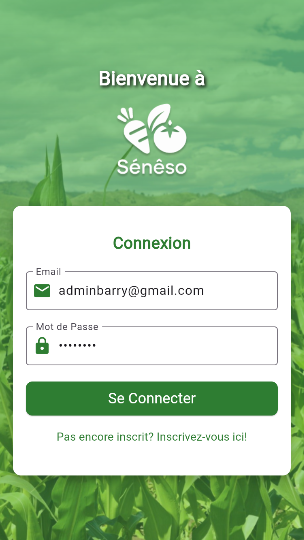 Bienvenue à
Sénêso
Connexion
Email
adminbarry@gmail.com
Mot de Passe
••••••••
Se Connecter
Pas encore inscrit? Inscrivez-vous ici!